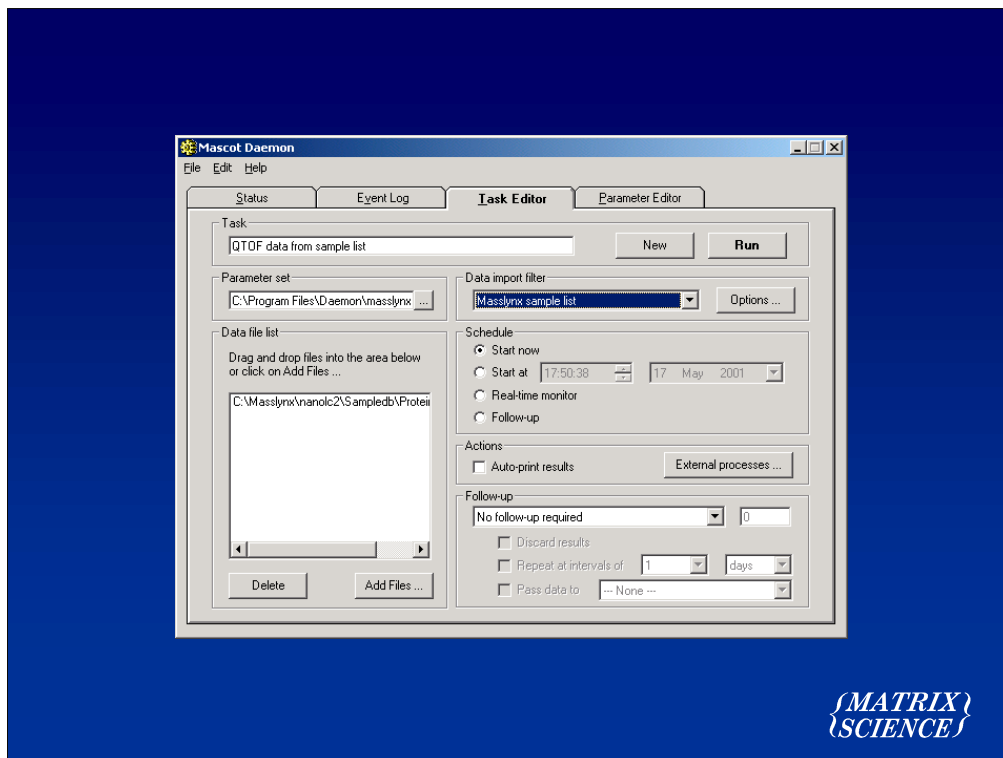 Mascot Daemon
File Edit Help
Status Event Log Task Editor Parameter Editor
Task
QTOF data from sample list
New Run
Parameter set
C:\Program Files\Daemon\masslynx ...
Data import filter
Masslynx sample list
Options ...
Data file list
Drag and drop files into the area below
or click on Add Files ...
C:\Masslynx\nanolc2\Sampledb\Protein
Delete Add Files ...
Schedule
Start now
Start at 17:50:38 17 May 2001
Real-time monitor
Follow-up
Actions
Auto-print results External processes ...
Follow-up
No follow-up required 0
Discard results
Repeat at intervals of 1 days
Pass data to --- None ---
{MATRIX}
{SCIENCE}